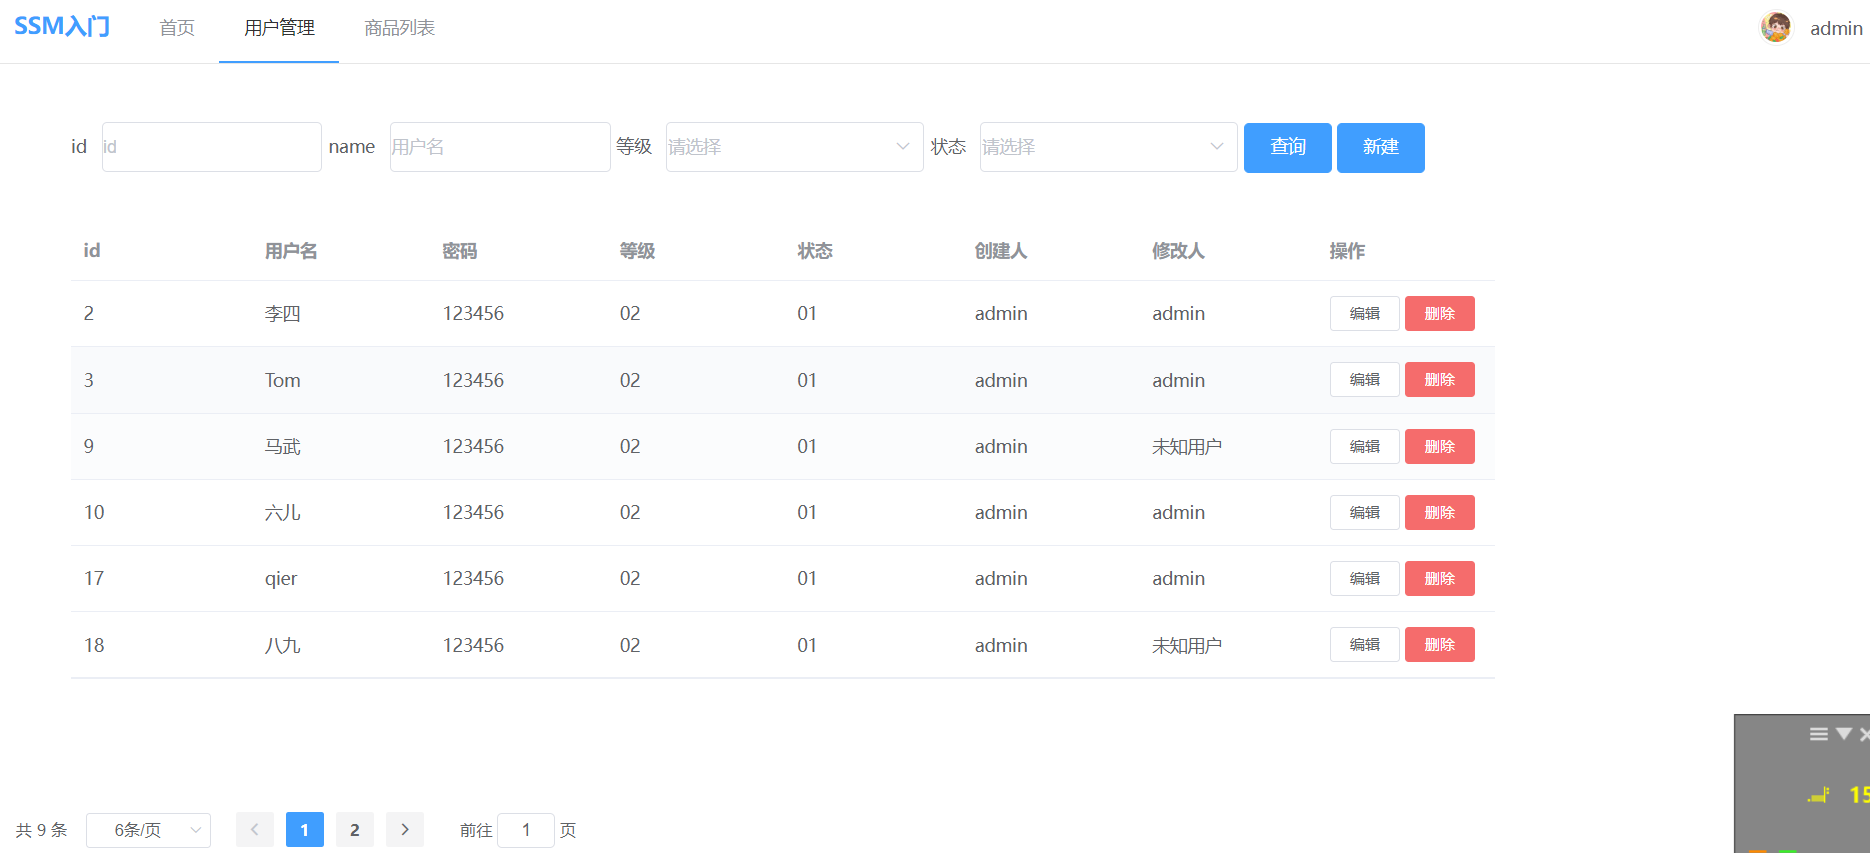 SSM入门 首页 用户管理 商品列表 admin
id id name 用户名 等级 请选择 状态 请选择 查询 新建
id 用户名 密码 等级 状态 创建人 修改人 操作
2 李四 123456 02 01 admin admin 编辑 删除
3 Tom 123456 02 01 admin admin 编辑 删除
9 马武 123456 02 01 admin 未知用户 编辑 删除
10 六儿 123456 02 01 admin admin 编辑 删除
17 qier 123456 02 01 admin admin 编辑 删除
18 八九 123456 02 01 admin 未知用户 编辑 删除
15
共 9 条 6条/页 1 2 前往 1 页